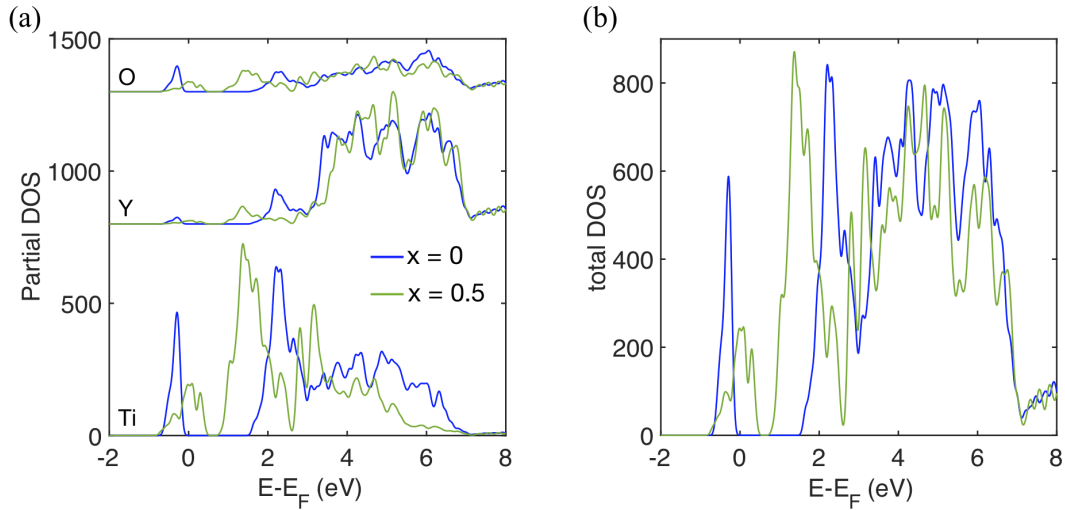 (a)
(b)
1500
1000
500
0
Partial DOS
O
Y
Ti
x = 0
x = 0.5
-2 0 2 4 6 8
E-E_F (eV)
800
600
400
200
0
total DOS
-2 0 2 4 6 8
E-E_F (eV)